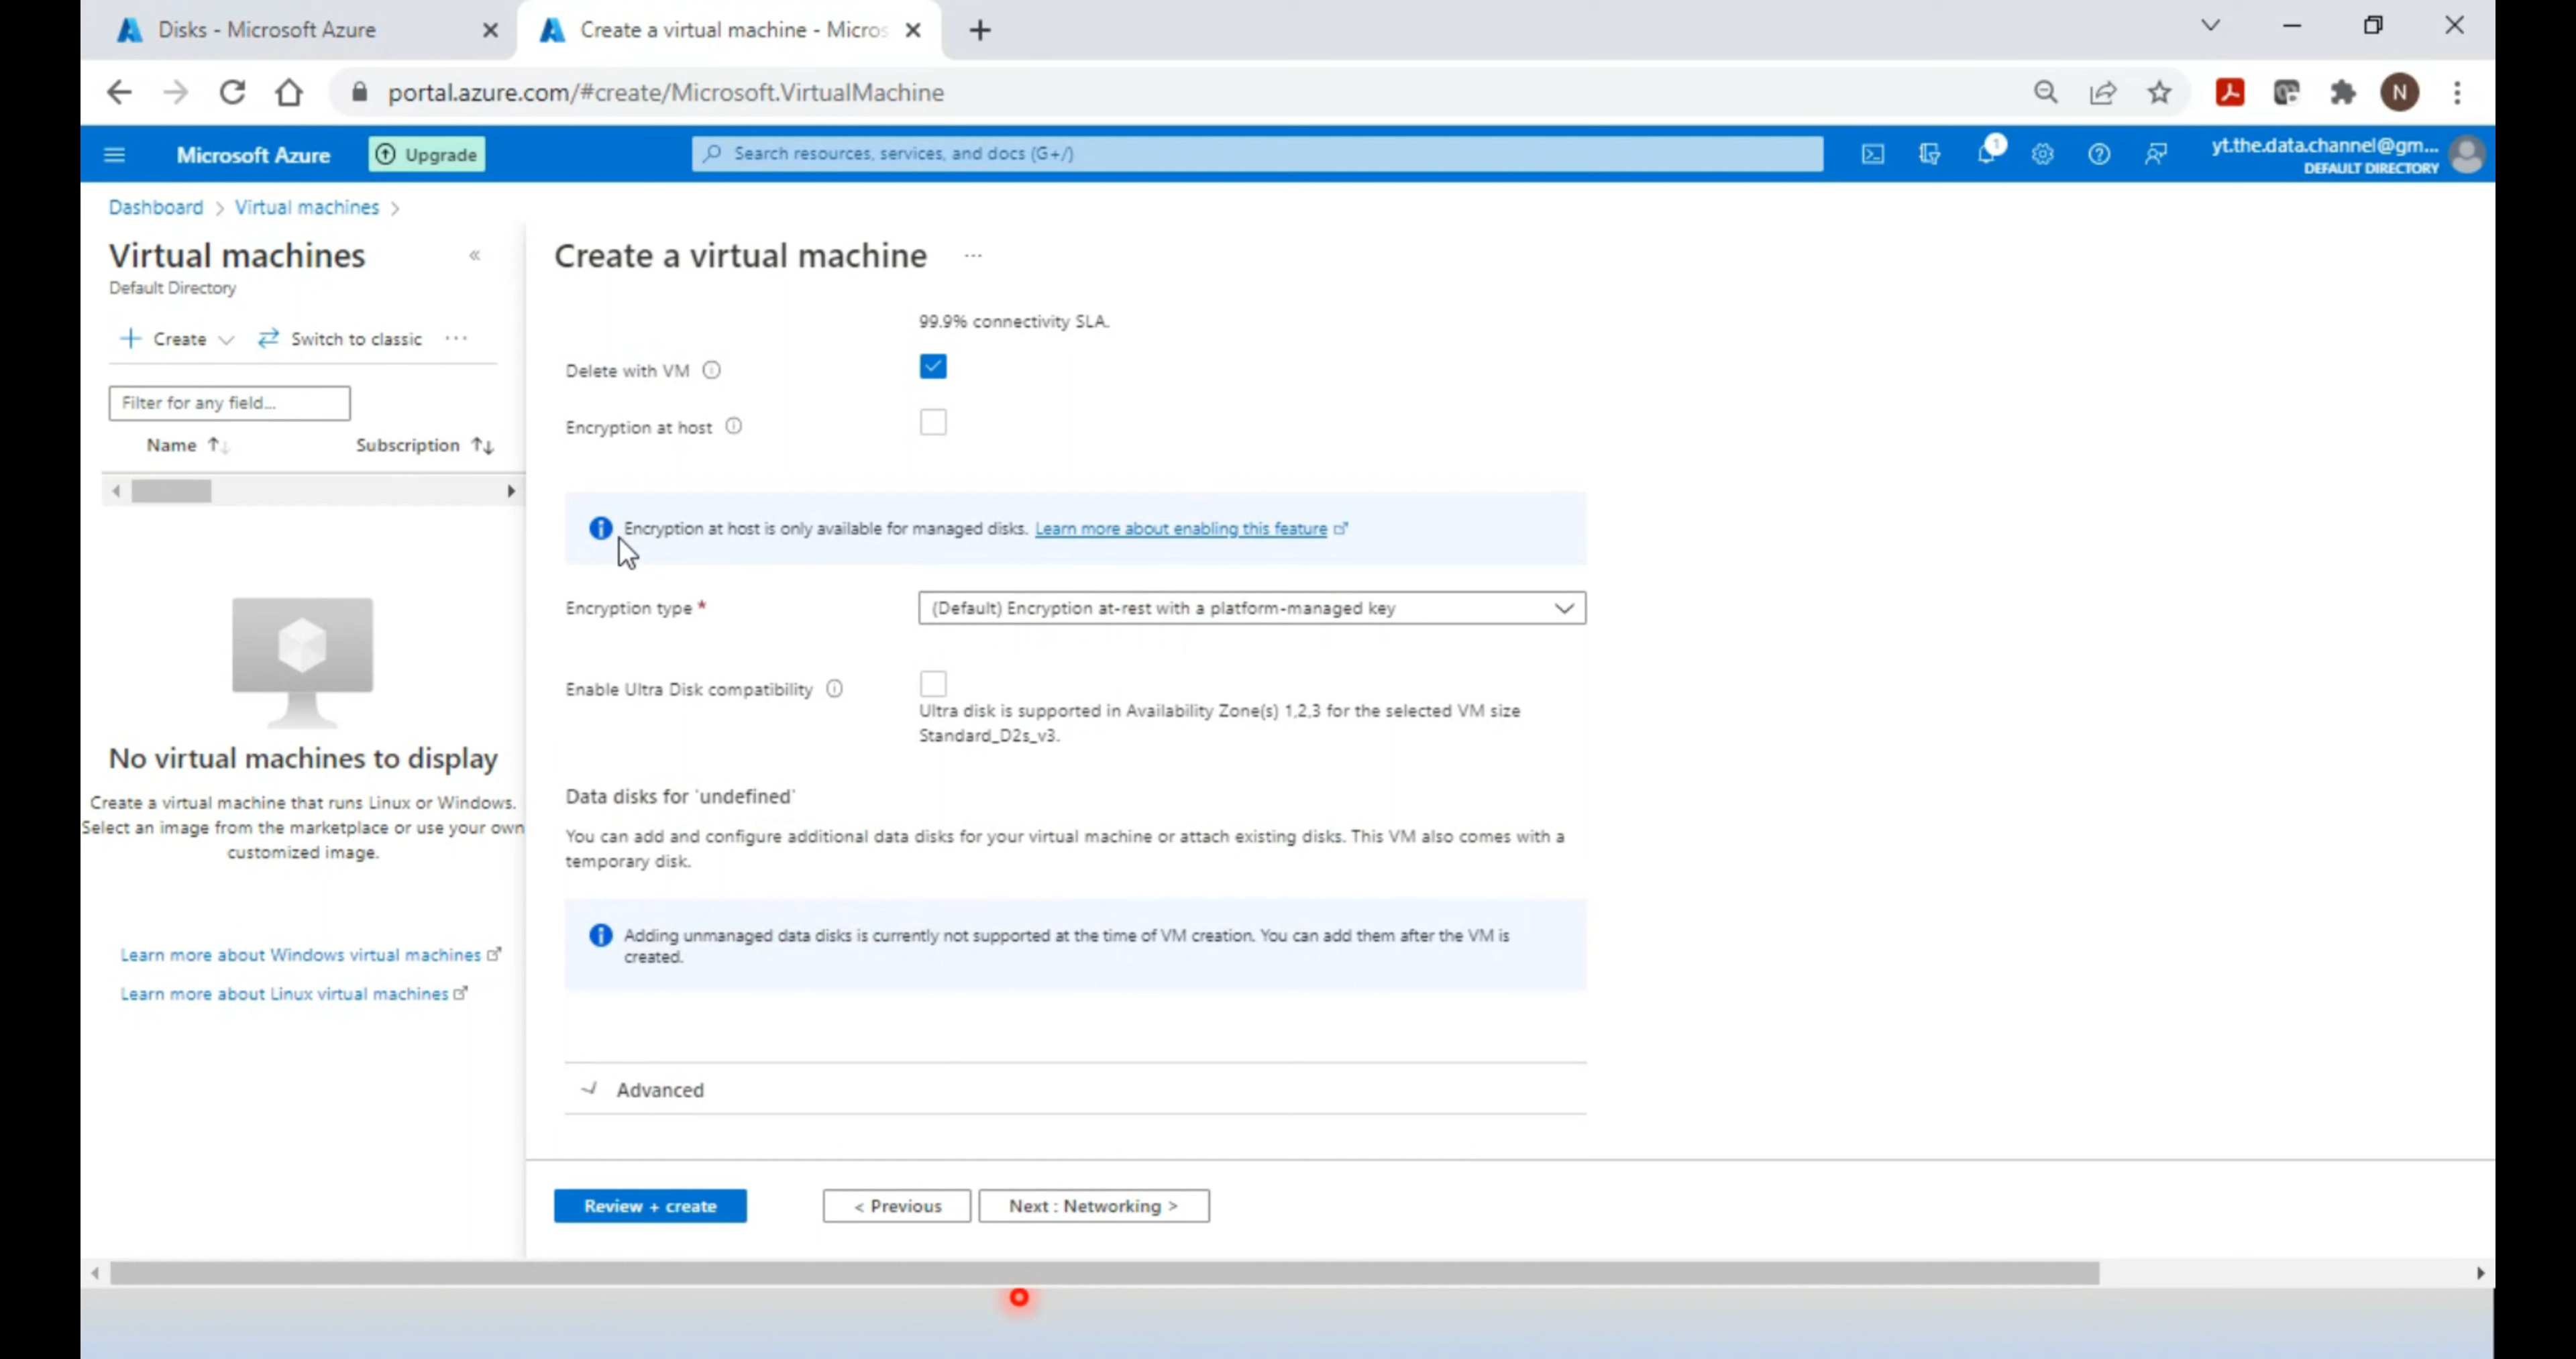 Disks - Microsoft Azure
Create a virtual machine - Micros
portal.azure.com/#create/Microsoft.VirtualMachine
N
Microsoft Azure
Upgrade
Search resources, services, and docs (G+/)
1
yt.the.data.channel@gm...
DEFAULT DIRECTORY
Dashboard > Virtual machines >
Virtual machines
Default Directory
Create
Switch to classic
Filter for any field...
Name
Subscription
No virtual machines to display
Create a virtual machine that runs Linux or Windows.
Select an image from the marketplace or use your own
customized image.
Learn more about Windows virtual machines
Learn more about Linux virtual machines
Create a virtual machine
99.9% connectivity SLA.
Delete with VM
Encryption at host
Encryption at host is only available for managed disks. Learn more about enabling this feature
Encryption type *
(Default) Encryption at-rest with a platform-managed key
Enable Ultra Disk compatibility
Ultra disk is supported in Availability Zone(s) 1,2,3 for the selected VM size
Standard_D2s_v3.
Data disks for 'undefined'
You can add and configure additional data disks for your virtual machine or attach existing disks. This VM also comes with a
temporary disk.
Adding unmanaged data disks is currently not supported at the time of VM creation. You can add them after the VM is
created.
Advanced
Review + create
< Previous
Next : Networking >